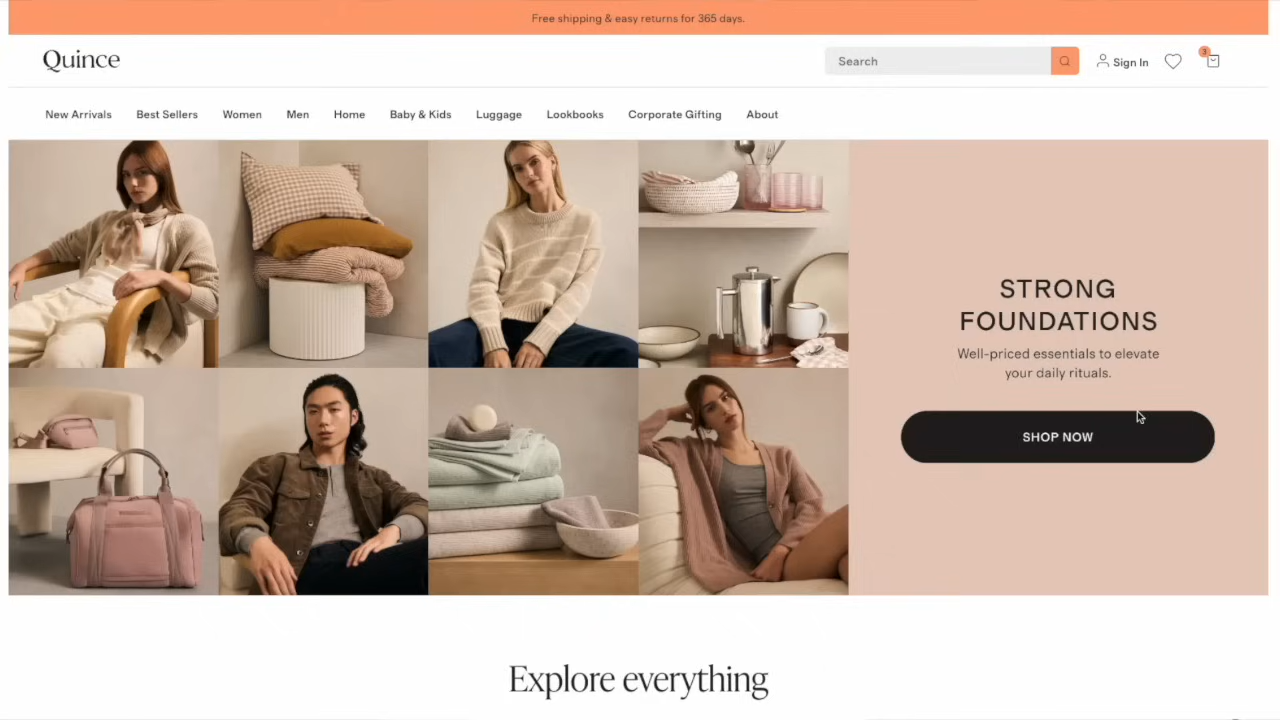 Free shipping & easy returns for 365 days.
Quince
Search
Sign In
3
New Arrivals
Best Sellers
Women
Men
Home
Baby & Kids
Luggage
Lookbooks
Corporate Gifting
About
STRONG
FOUNDATIONS
Well-priced essentials to elevate
your daily rituals.
SHOP NOW
Explore everything